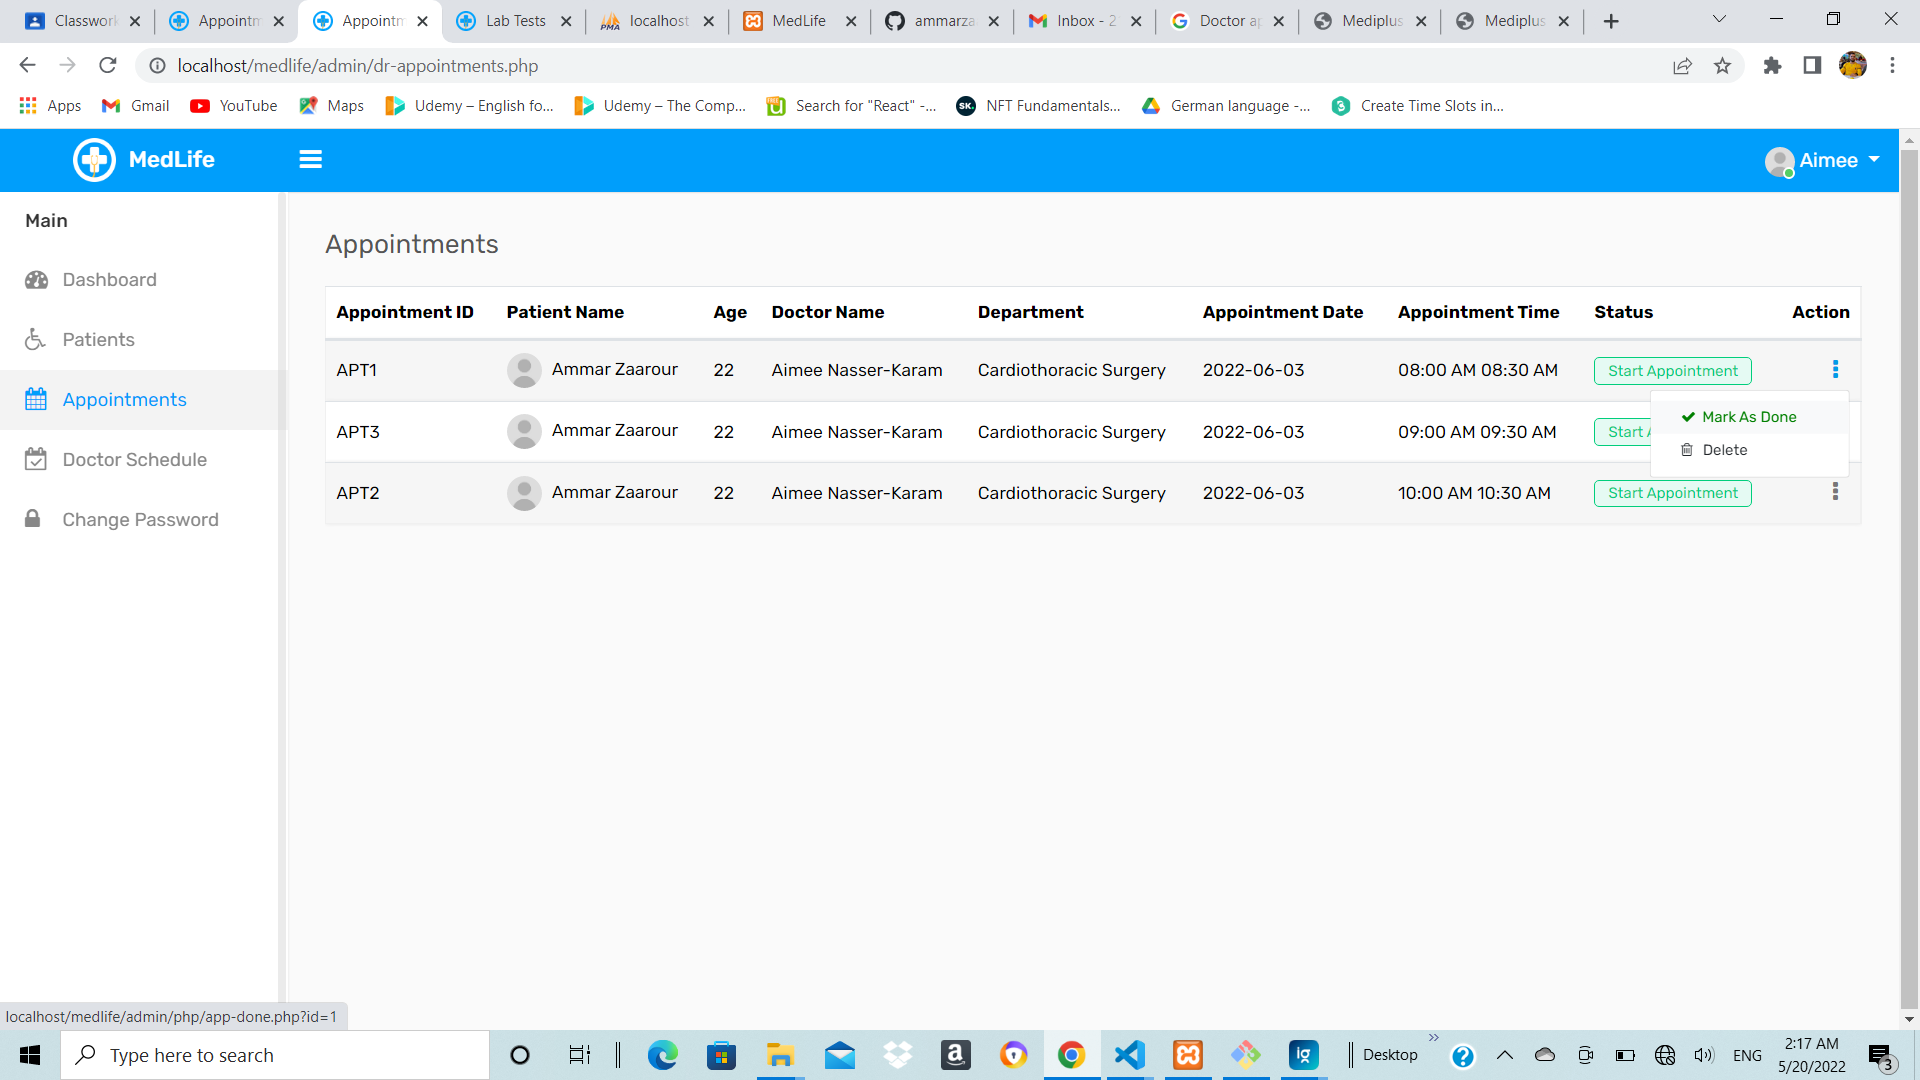 Classwork
Appointm
Appointm
Lab Tests
localhost
MedLife
ammarza
Inbox - 2
Doctor ap
Mediplus
Mediplus
localhost/medlife/admin/dr-appointments.php
Apps
Gmail
YouTube
Maps
Udemy – English fo...
Udemy – The Comp...
Search for "React" -...
SK.
NFT Fundamentals...
German language -...
Create Time Slots in...
MedLife
Aimee
Main
Dashboard
Patients
Appointments
Doctor Schedule
Change Password
Appointments
Appointment ID Patient Name Age Doctor Name Department Appointment Date Appointment Time Status Action
APT1 Ammar Zaarour 22 Aimee Nasser-Karam Cardiothoracic Surgery 2022-06-03 08:00 AM 08:30 AM Start Appointment
APT3 Ammar Zaarour 22 Aimee Nasser-Karam Cardiothoracic Surgery 2022-06-03 09:00 AM 09:30 AM Start A
APT2 Ammar Zaarour 22 Aimee Nasser-Karam Cardiothoracic Surgery 2022-06-03 10:00 AM 10:30 AM Start Appointment
Mark As Done
Delete
localhost/medlife/admin/php/app-done.php?id=1
Type here to search
Desktop
ENG
2:17 AM
5/20/2022
3